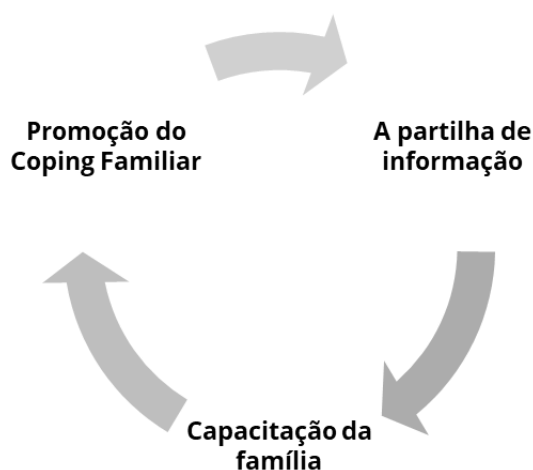 Promoção do
Coping Familiar
A partilha de
informação
Capacitação da
família